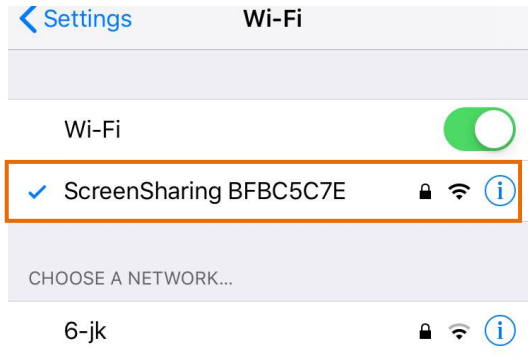 Settings Wi-Fi
Wi-Fi
ScreenSharing BFBC5C7E
CHOOSE A NETWORK...
6-jk